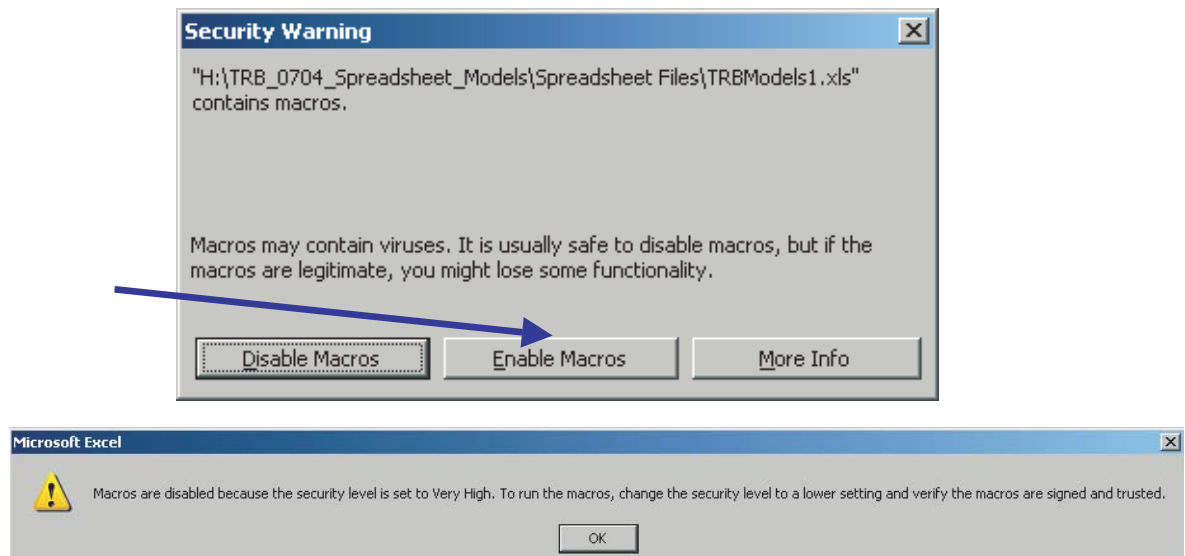 Security Warning
"H:\TRB_0704_Spreadsheet_Models\Spreadsheet Files\TRBModels1.xls"
contains macros.
Macros may contain viruses. It is usually safe to disable macros, but if the
macros are legitimate, you might lose some functionality.
Disable Macros
Enable Macros
More Info
Microsoft Excel
Macros are disabled because the security level is set to Very High. To run the macros, change the security level to a lower setting and verify the macros are signed and trusted.
OK